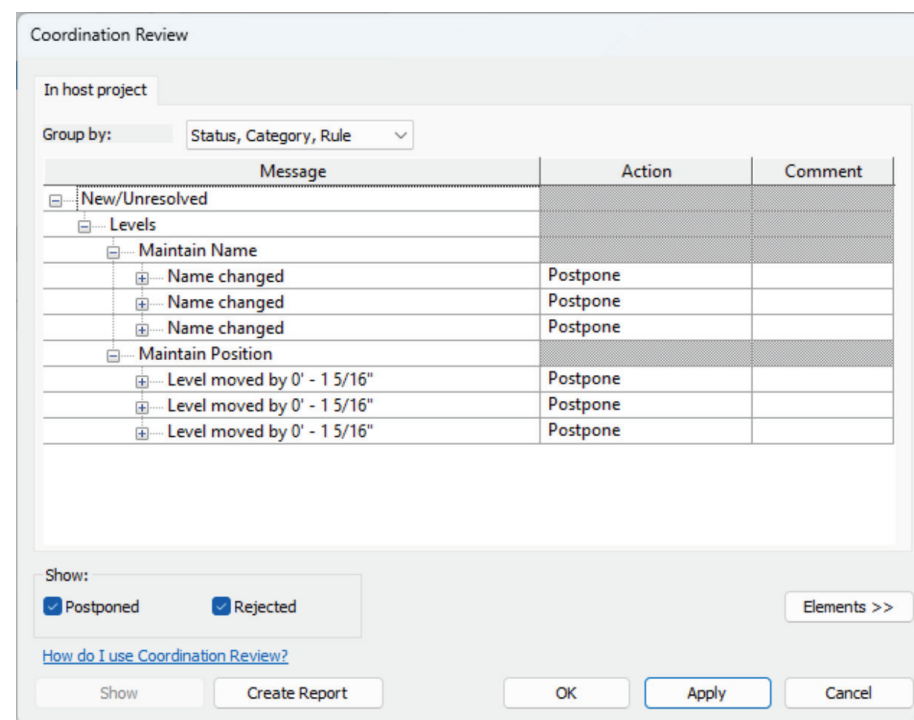 Coordination Review
In host project
Group by: Status, Category, Rule
Message Action Comment
New/Unresolved
Levels
Maintain Name
Name changed Postpone
Name changed Postpone
Name changed Postpone
Maintain Position
Level moved by 0' - 1 5/16" Postpone
Level moved by 0' - 1 5/16" Postpone
Level moved by 0' - 1 5/16" Postpone
Show:
Postponed Rejected Elements >>
How do I use Coordination Review?
Show Create Report OK Apply Cancel